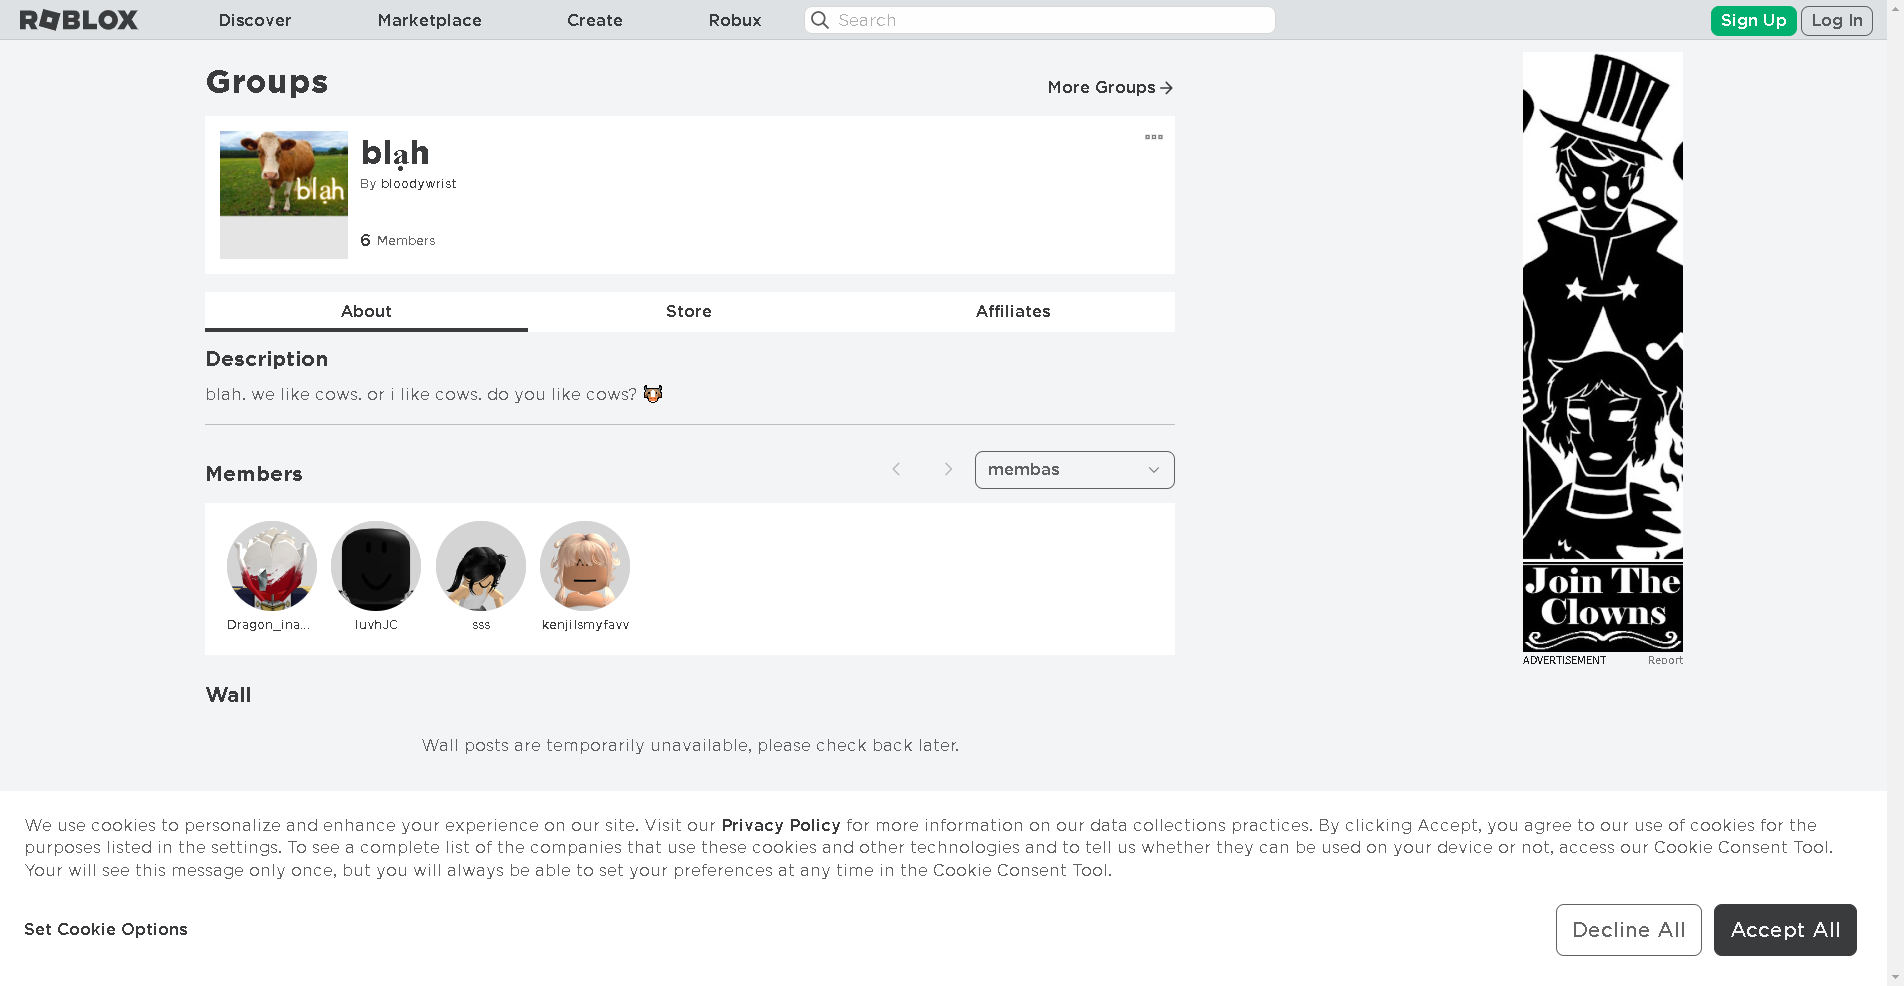 ROBLOX Discover Marketplace Create Robux Search Sign Up Log In
Groups
More Groups
blạh
blạh
By bloodywrist
6 Members
About Store Affiliates
Description
blah. we like cows. or i like cows. do you like cows? 🐮
Members
membas
Dragon_ina... luvhJC sss kenjiIsmyfavv
Wall
Wall posts are temporarily unavailable, please check back later.
Join The
Clowns
ADVERTISEMENT Report
We use cookies to personalize and enhance your experience on our site. Visit our Privacy Policy for more information on our data collections practices. By clicking Accept, you agree to our use of cookies for the
purposes listed in the settings. To see a complete list of the companies that use these cookies and other technologies and to tell us whether they can be used on your device or not, access our Cookie Consent Tool.
Your will see this message only once, but you will always be able to set your preferences at any time in the Cookie Consent Tool.
Set Cookie Options
Decline All
Accept All